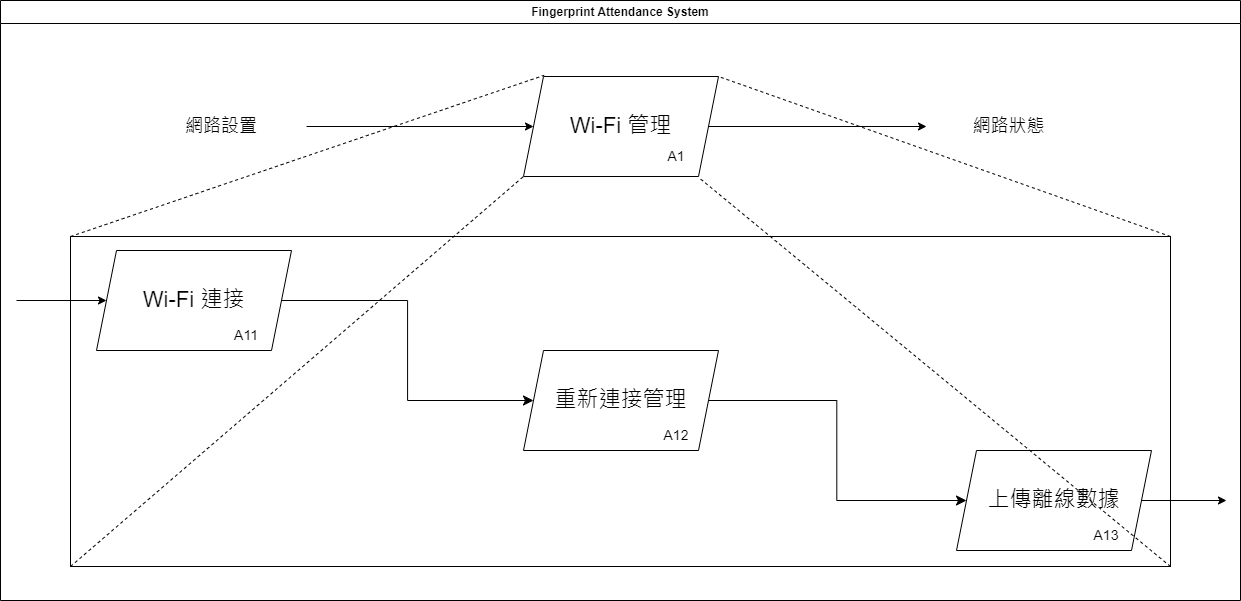 Fingerprint Attendance System
網路設置
Wi-Fi 管理
A1
網路狀態
Wi-Fi 連接
A11
重新連接管理
A12
上傳離線數據
A13